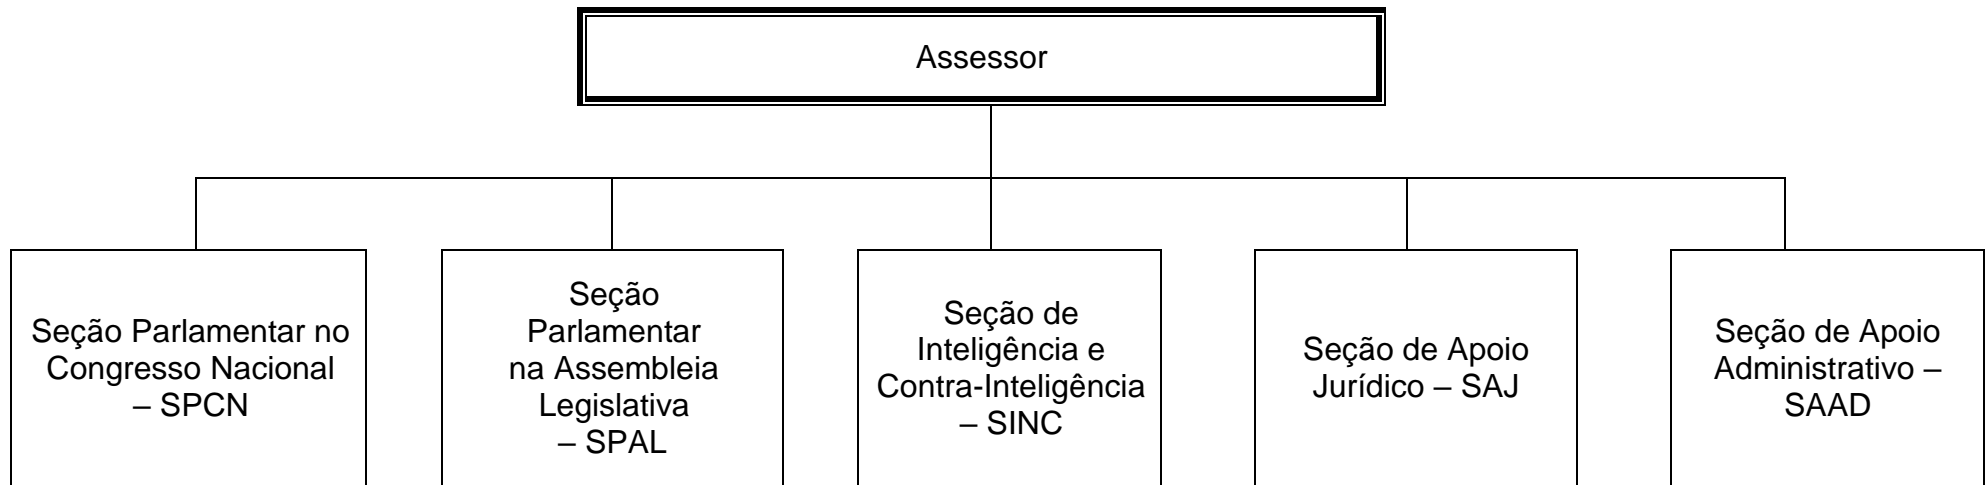 Assessor
Seção Parlamentar no
Congresso Nacional
– SPCN
Seção
Parlamentar
na Assembleia
Legislativa
– SPAL
Seção de
Inteligência e
Contra-Inteligência
– SINC
Seção de Apoio
Jurídico – SAJ
Seção de Apoio
Administrativo –
SAAD